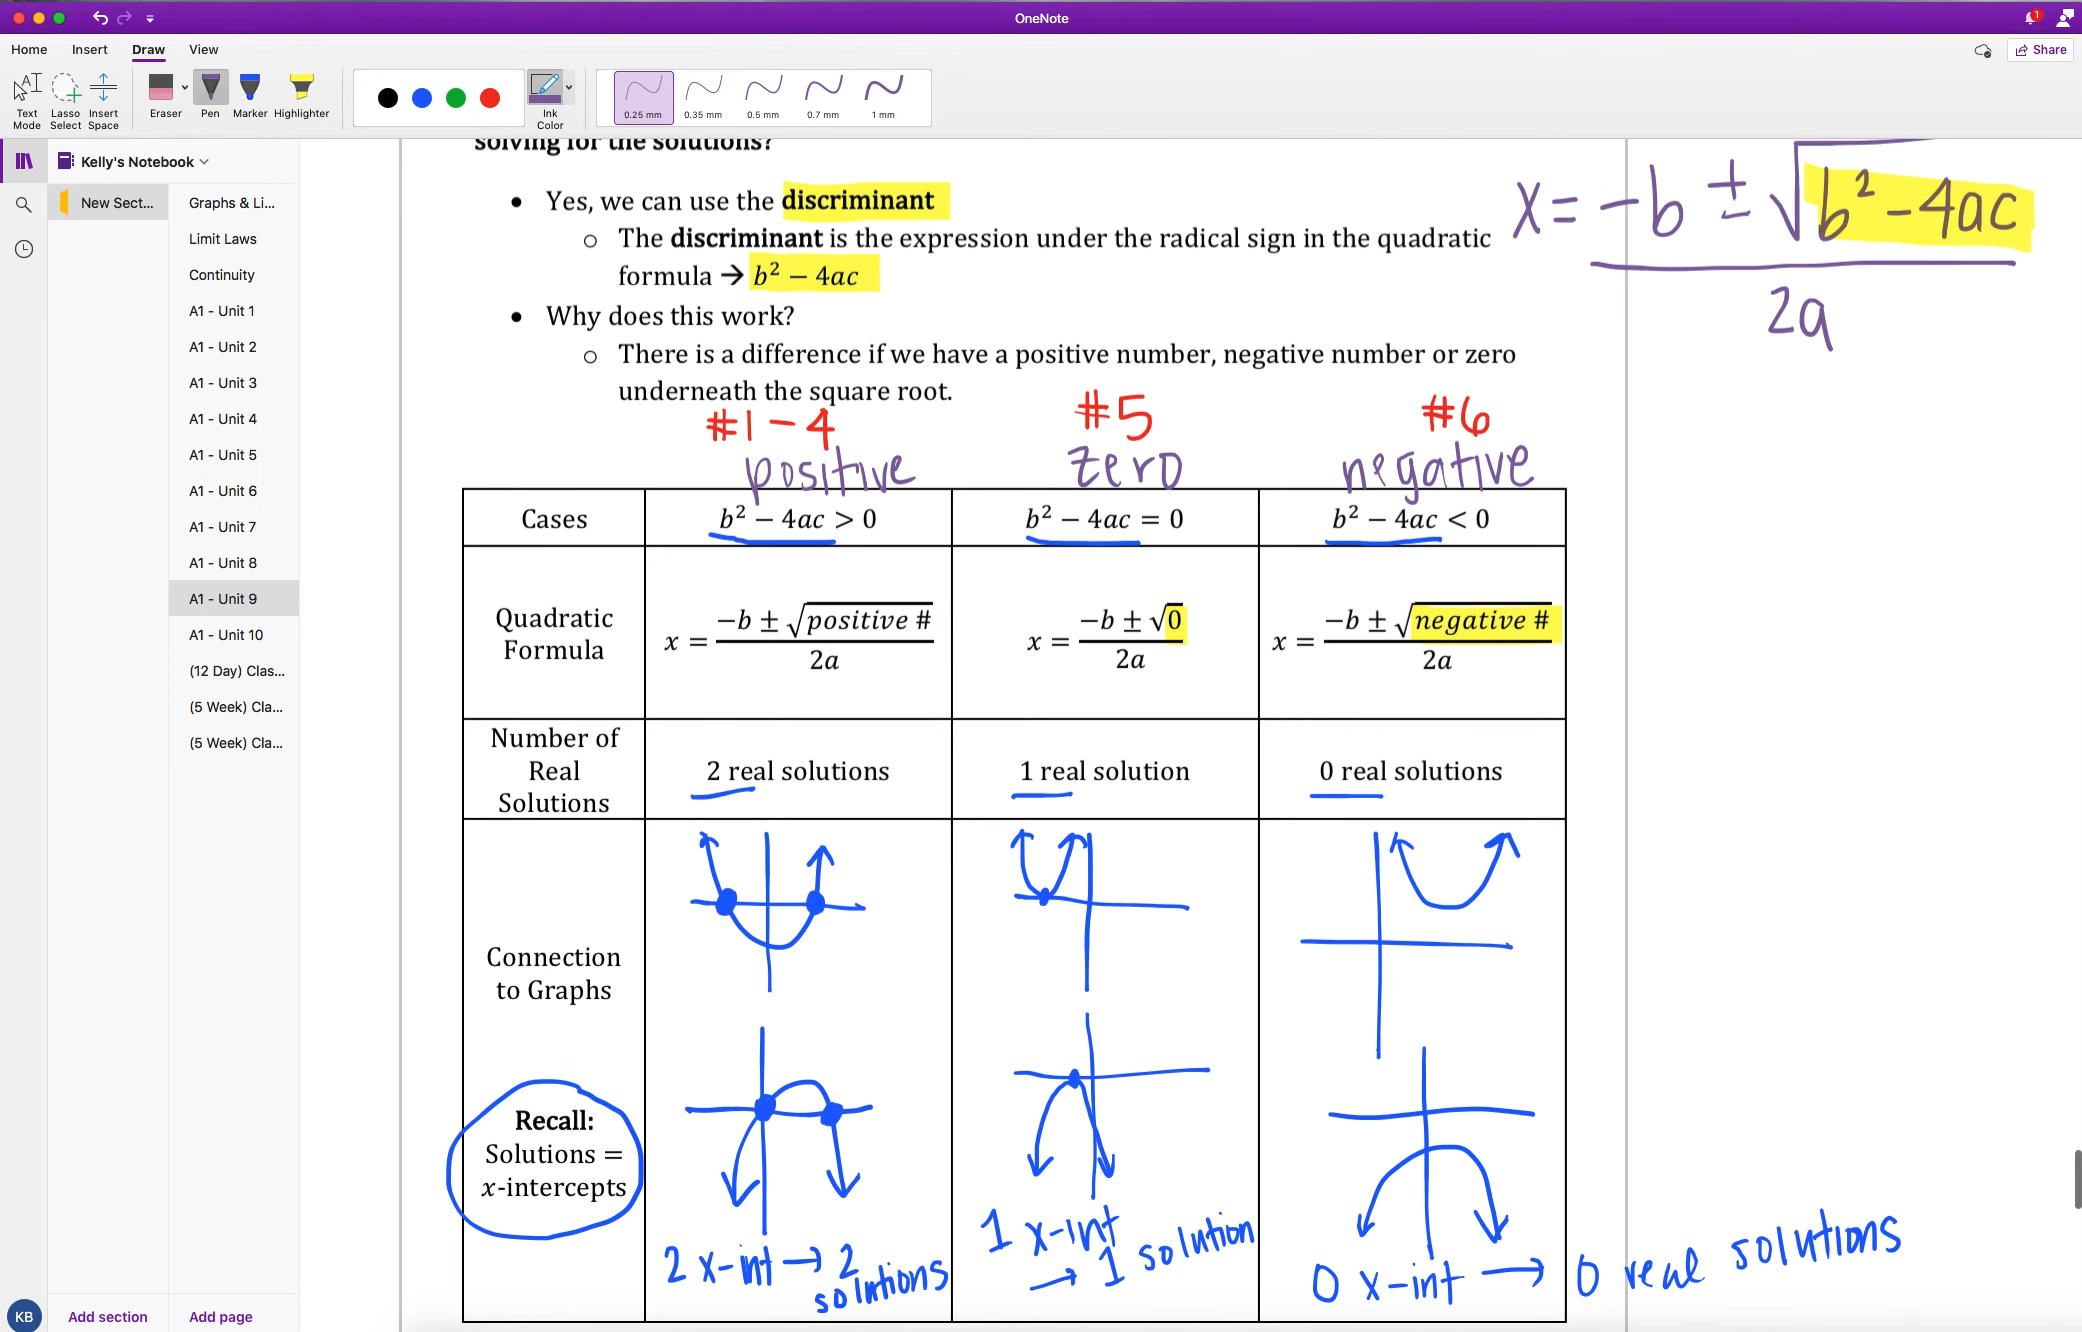 OneNote
1
Home Insert Draw View
Share
Text Mode
Lasso Select
Insert Space
Eraser
Pen
Marker
Highlighter
Ink Color
0.25 mm
0.35 mm
0.5 mm
0.7 mm
1 mm
Kelly's Notebook
New Sect...
Graphs & Li...
Limit Laws
Continuity
A1 - Unit 1
A1 - Unit 2
A1 - Unit 3
A1 - Unit 4
A1 - Unit 5
A1 - Unit 6
A1 - Unit 7
A1 - Unit 8
A1 - Unit 9
A1 - Unit 10
(12 Day) Clas...
(5 Week) Cla...
(5 Week) Cla...
KB
Add section
Add page
solving for the solutions?
• Yes, we can use the discriminant
○ The discriminant is the expression under the radical sign in the quadratic
formula → b² − 4ac
• Why does this work?
○ There is a difference if we have a positive number, negative number or zero
underneath the square root.
x = −b ± √b² − 4ac
2a
#1 − 4 #5 #6
positive zero negative
Cases b² − 4ac > 0 b² − 4ac = 0 b² − 4ac < 0
Quadratic
Formula
x = −b ± √positive #
2a
x = −b ± √0
2a
x = −b ± √negative #
2a
Number of
Real
Solutions
2 real solutions 1 real solution 0 real solutions
Connection
to Graphs
Recall:
Solutions =
x-intercepts
2 x-int → 2
solutions
1 x-int
→ 1 solution
0 x-int → 0 real solutions